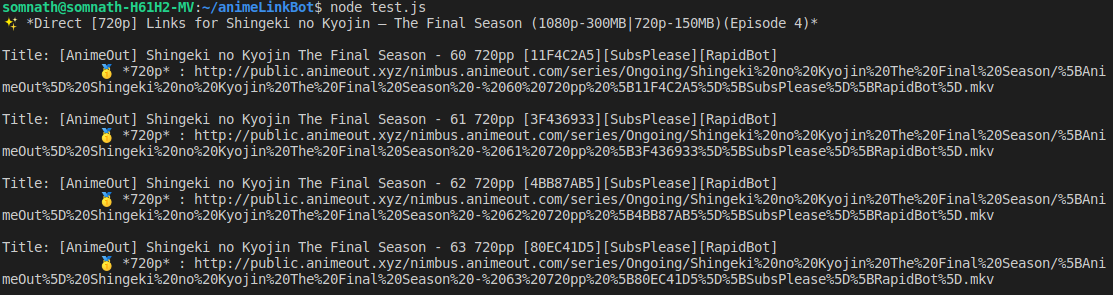 somnath@somnath-H61H2-MV:~/animeLinkBot$ node test.js
✨ *Direct [720p] Links for Shingeki no Kyojin – The Final Season (1080p-300MB|720p-150MB)(Episode 4)*
Title: [AnimeOut] Shingeki no Kyojin The Final Season - 60 720pp [11F4C2A5][SubsPlease][RapidBot]
🥇 *720p* : http://public.animeout.xyz/nimbus.animeout.com/series/Ongoing/Shingeki%20no%20Kyojin%20The%20Final%20Season/%5BAni
meOut%5D%20Shingeki%20no%20Kyojin%20The%20Final%20Season%20-%2060%20720pp%20%5B11F4C2A5%5D%5BSubsPlease%5D%5BRapidBot%5D.mkv
Title: [AnimeOut] Shingeki no Kyojin The Final Season - 61 720pp [3F436933][SubsPlease][RapidBot]
🥇 *720p* : http://public.animeout.xyz/nimbus.animeout.com/series/Ongoing/Shingeki%20no%20Kyojin%20The%20Final%20Season/%5BAni
meOut%5D%20Shingeki%20no%20Kyojin%20The%20Final%20Season%20-%2061%20720pp%20%5B3F436933%5D%5BSubsPlease%5D%5BRapidBot%5D.mkv
Title: [AnimeOut] Shingeki no Kyojin The Final Season - 62 720pp [4BB87AB5][SubsPlease][RapidBot]
🥇 *720p* : http://public.animeout.xyz/nimbus.animeout.com/series/Ongoing/Shingeki%20no%20Kyojin%20The%20Final%20Season/%5BAni
meOut%5D%20Shingeki%20no%20Kyojin%20The%20Final%20Season%20-%2062%20720pp%20%5B4BB87AB5%5D%5BSubsPlease%5D%5BRapidBot%5D.mkv
Title: [AnimeOut] Shingeki no Kyojin The Final Season - 63 720pp [80EC41D5][SubsPlease][RapidBot]
🥇 *720p* : http://public.animeout.xyz/nimbus.animeout.com/series/Ongoing/Shingeki%20no%20Kyojin%20The%20Final%20Season/%5BAni
meOut%5D%20Shingeki%20no%20Kyojin%20The%20Final%20Season%20-%2063%20720pp%20%5B80EC41D5%5D%5BSubsPlease%5D%5BRapidBot%5D.mkv